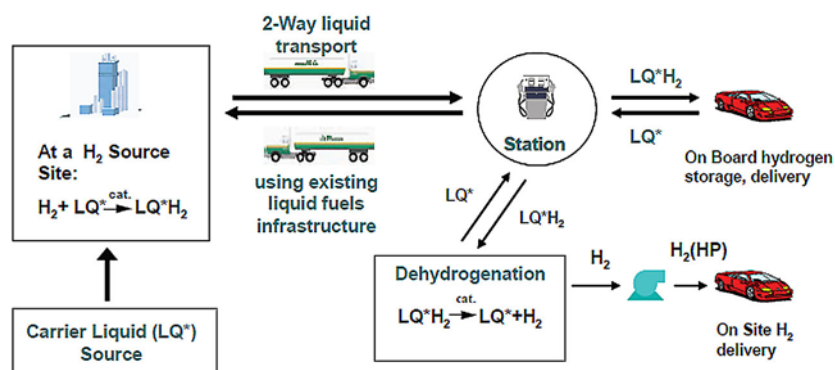 2-Way liquid
transport
At a H2 Source
Site:
cat.
H2+ LQ*→LQ*H2
using existing
liquid fuels
infrastructure
Carrier Liquid (LQ*)
Source
Station
LQ*H2
LQ*
On Board hydrogen
storage, delivery
LQ*
LQ*H2
Dehydrogenation
cat.
LQ*H2→LQ*+H2
H2
H2(HP)
On Site H2
delivery